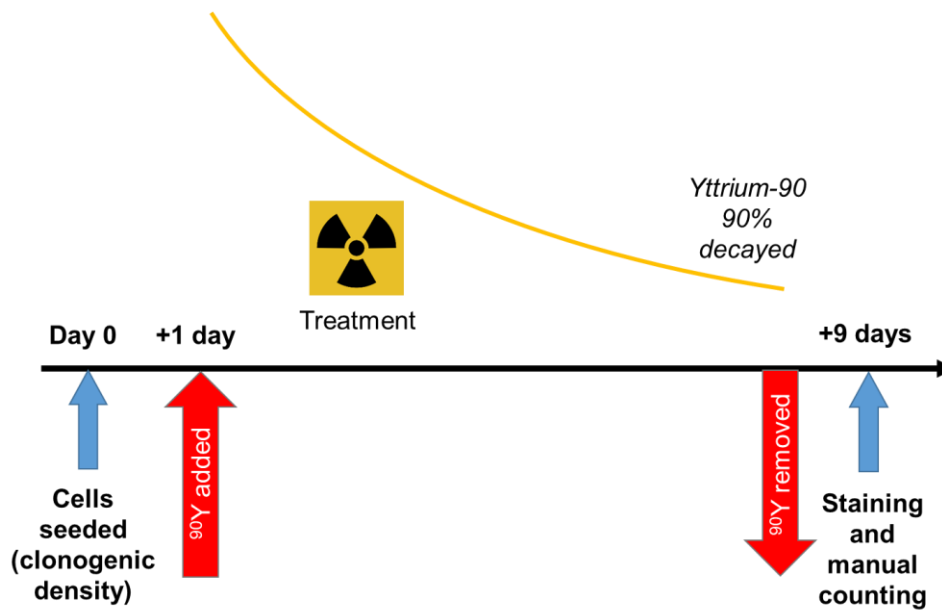 Yttrium-90
90%
decayed
Treatment
Day 0
+1 day
+9 days
Cells
seeded
(clonogenic
density)
⁹⁰Y added
⁹⁰Y removed
Staining
and
manual
counting